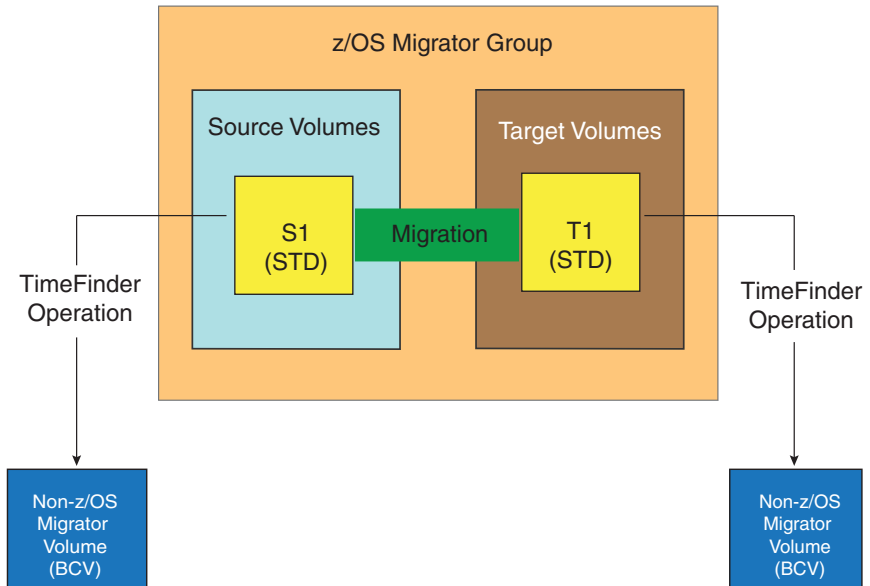 z/OS Migrator Group
Source Volumes
Target Volumes
S1
(STD)
Migration
T1
(STD)
TimeFinder
Operation
TimeFinder
Operation
Non-z/OS
Migrator
Volume
(BCV)
Non-z/OS
Migrator
Volume
(BCV)